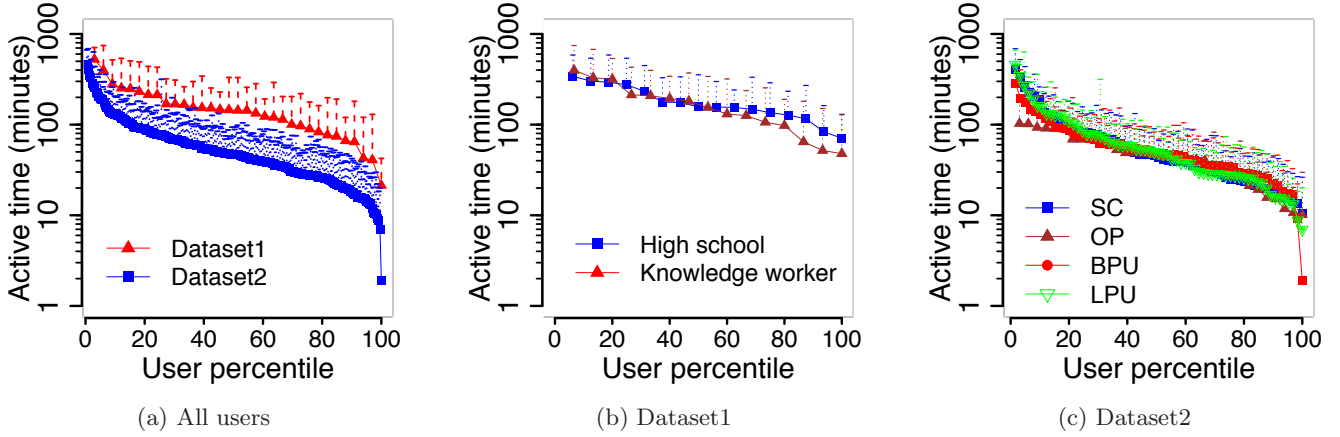 Active time (minutes)
1000
100
10
1
Dataset1
Dataset2
0 20 40 60 80 100
User percentile
(a) All users
Active time (minutes)
1000
100
10
1
High school
Knowledge worker
0 20 40 60 80 100
User percentile
(b) Dataset1
Active time (minutes)
1000
100
10
1
SC
OP
BPU
LPU
0 20 40 60 80 100
User percentile
(c) Dataset2